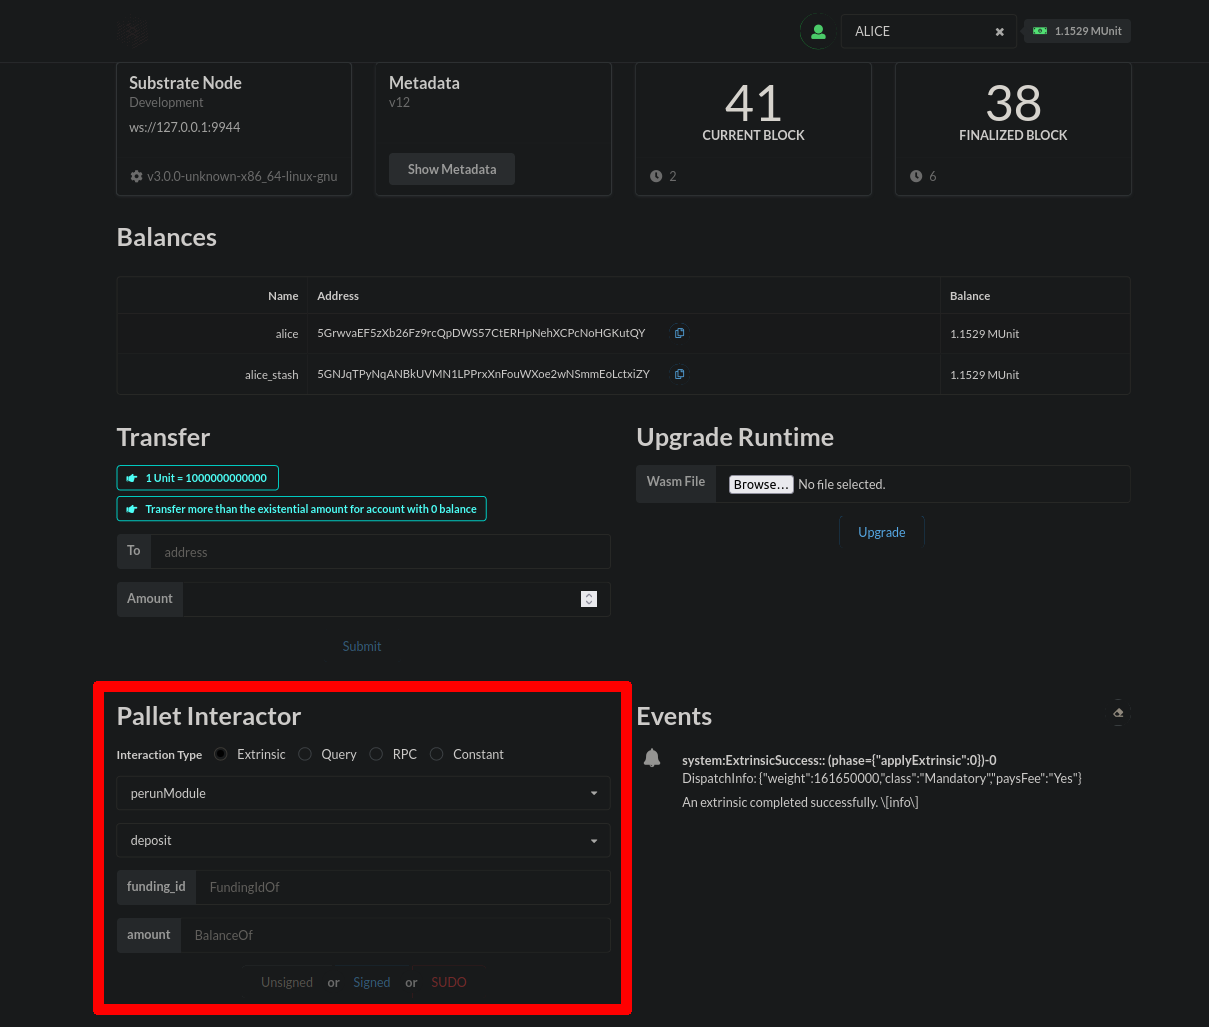 ALICE
1.1529 MUnit
Substrate Node
Development
ws://127.0.0.1:9944
v3.0.0-unknown-x86_64-linux-gnu
Metadata
v12
Show Metadata
41
CURRENT BLOCK
2
38
FINALIZED BLOCK
6
Balances
Name Address Balance
alice 5GrwvaEF5zXb26Fz9rcQpDWS57CtERHpNehXCPcNoHGKutQY 1.1529 MUnit
alice_stash 5GNJqTPyNqANBkUVMN1LPPrxXnFouWXoe2wNSmmEoLctxiZY 1.1529 MUnit
Transfer
1 Unit = 1000000000000
Transfer more than the existential amount for account with 0 balance
To address
Amount
Submit
Upgrade Runtime
Wasm File Browse... No file selected.
Upgrade
Pallet Interactor
Interaction Type Extrinsic Query RPC Constant
perunModule
deposit
funding_id FundingIdOf
amount BalanceOf
Unsigned or Signed or SUDO
Events
system:ExtrinsicSuccess:: (phase={"applyExtrinsic":0})-0
DispatchInfo: {"weight":161650000,"class":"Mandatory","paysFee":"Yes"}
An extrinsic completed successfully. \[info\]